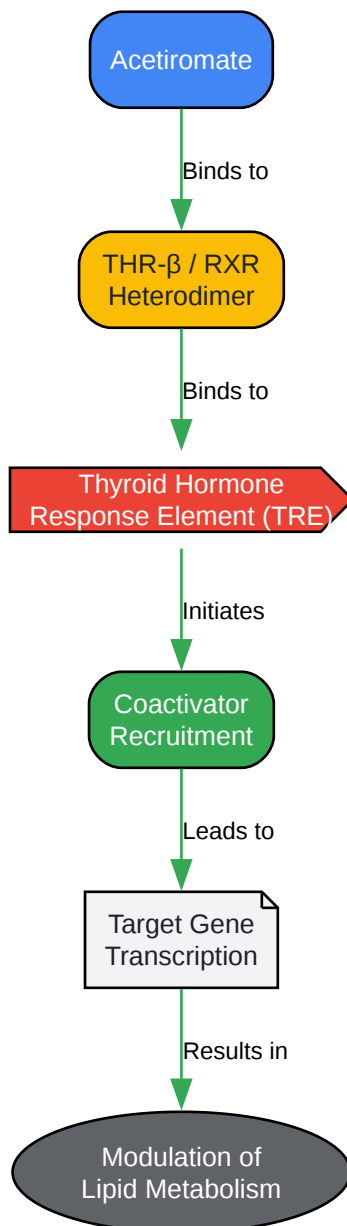 Acetiromate
Binds to
THR-β / RXR
Heterodimer
Binds to
Thyroid Hormone
Response Element (TRE)
Initiates
Coactivator
Recruitment
Leads to
Target Gene
Transcription
Results in
Modulation of
Lipid Metabolism